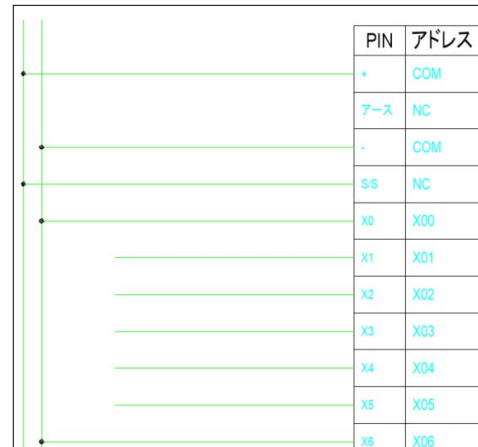 PIN アドレス
+ COM
アース NC
- COM
S/S NC
X0 X00
X1 X01
X2 X02
X3 X03
X4 X04
X5 X05
X6 X06